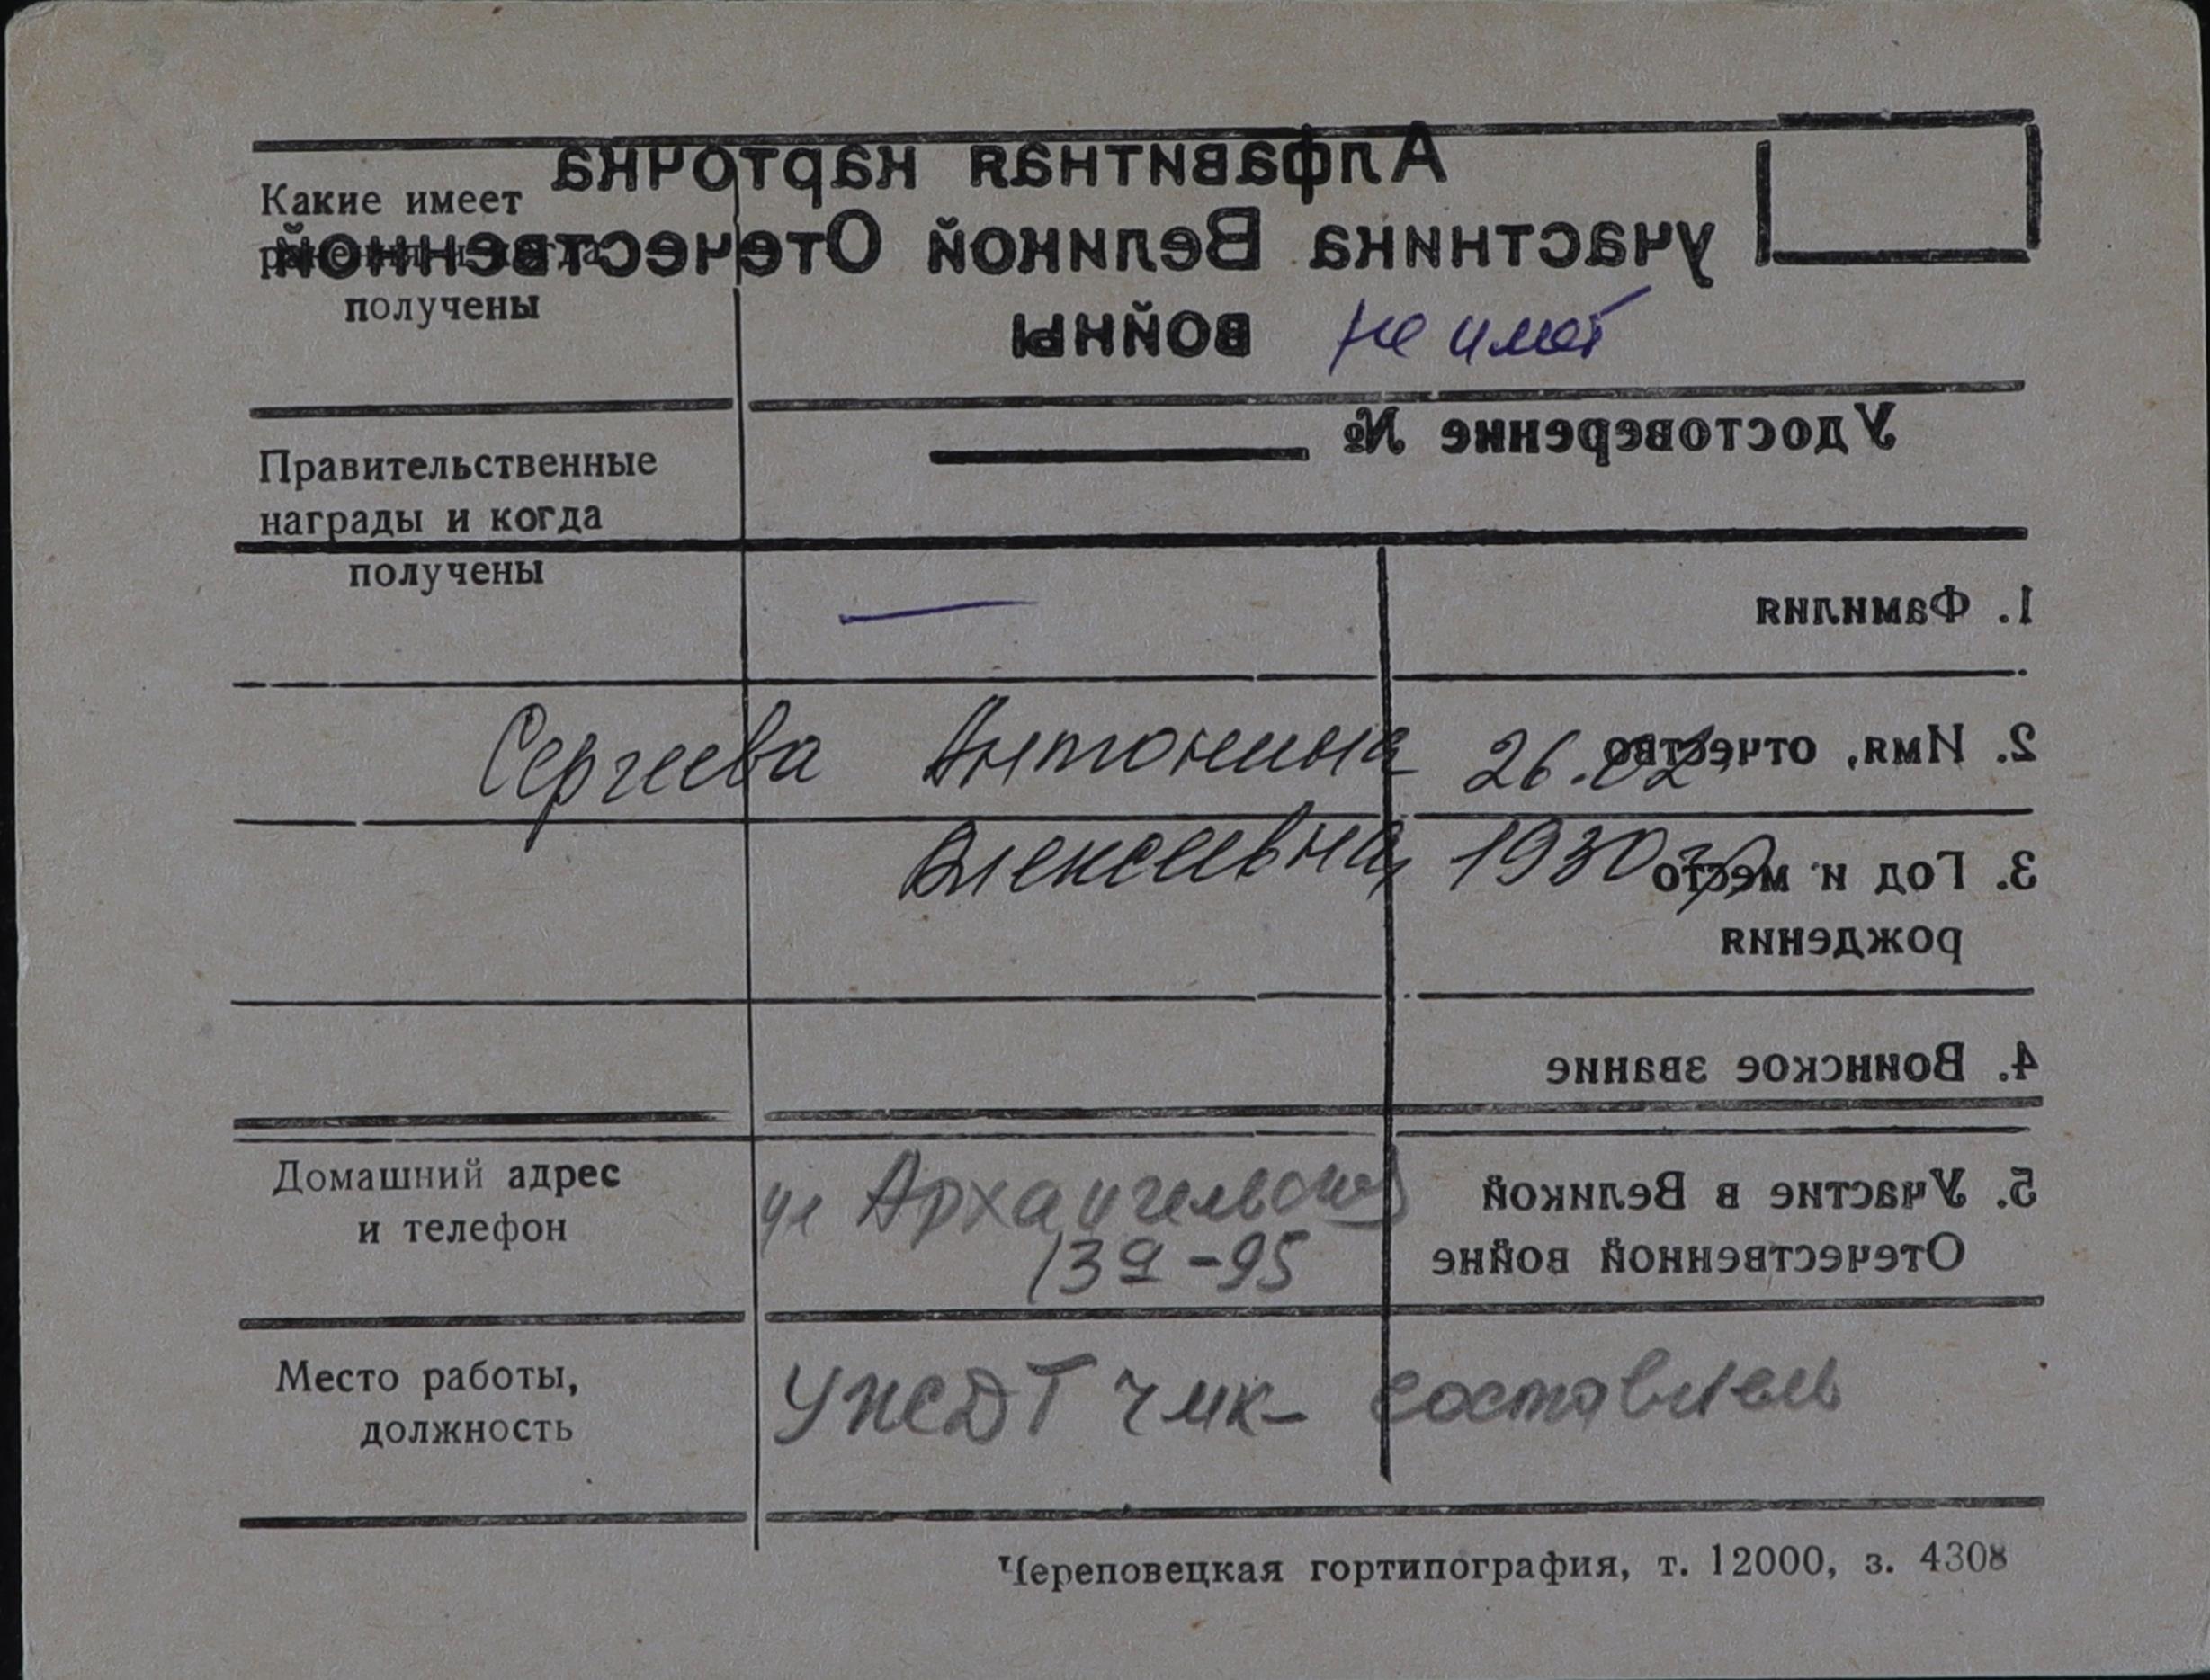 Алфавитная карточка
участника Великой Отечественной
войны
Удостоверение №
1. Фамилия
2. Имя, отчество
3. Год и место
рождения
4. Воинское звание
5. Участие в Великой
Отечественной войне
Какие имеет
получены
не имеет
Правительственные
награды и когда
получены
—
Сергеева Антонина 26.02.
Алексеевна, 1930 г.р.
Домашний адрес
и телефон
ул Архангельская
139-95
Место работы,
должность
УЖДТ ЧМК- составитель
Череповецкая гортипография, т. 12000, з. 4308